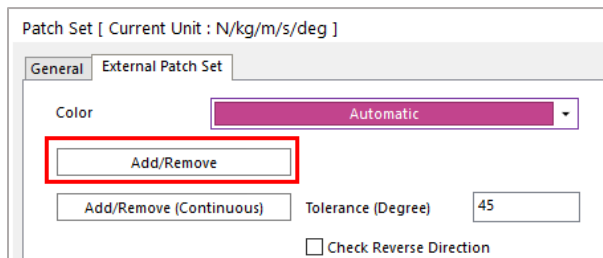 Patch Set [ Current Unit : N/kg/m/s/deg ]
General External Patch Set
Color Automatic
Add/Remove
Add/Remove (Continuous) Tolerance (Degree) 45
Check Reverse Direction